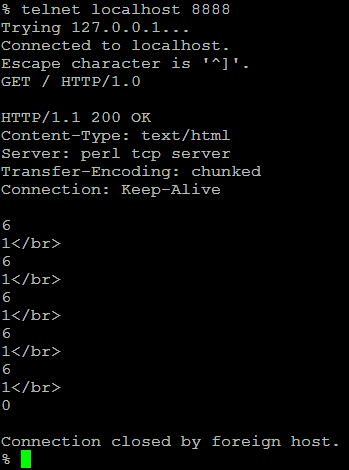 % telnet localhost 8888
Trying 127.0.0.1...
Connected to localhost.
Escape character is '^]'.
GET / HTTP/1.0

HTTP/1.1 200 OK
Content-Type: text/html
Server: perl tcp server
Transfer-Encoding: chunked
Connection: Keep-Alive

6
1</br>
6
1</br>
6
1</br>
6
1</br>
6
1</br>
0

Connection closed by foreign host.
%